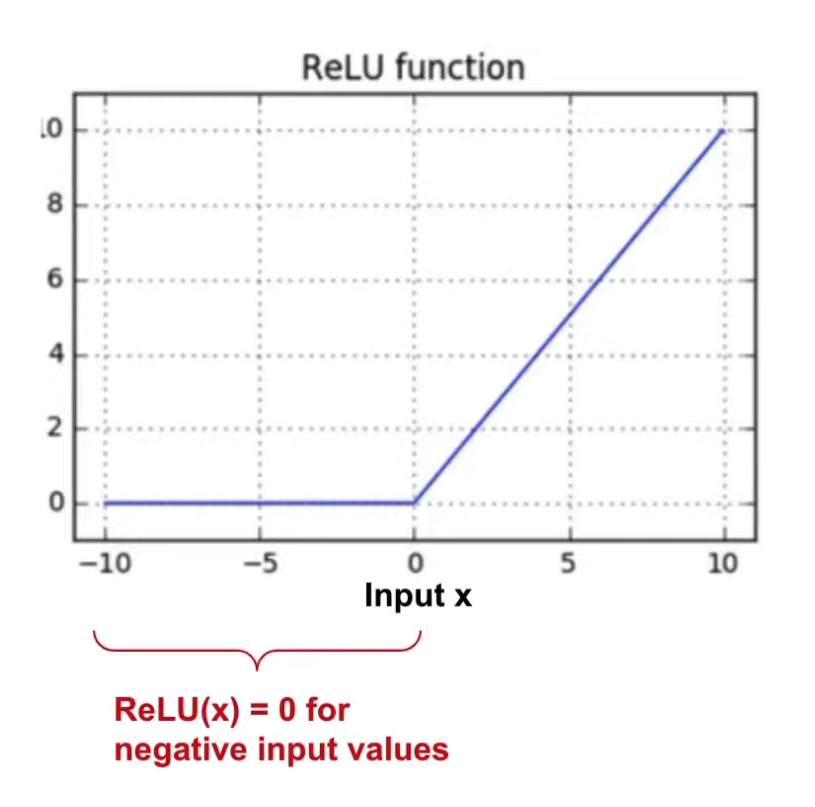 ReLU function
10
8
6
4
2
0
−10 −5 0 5 10
Input x
ReLU(x) = 0 for
negative input values